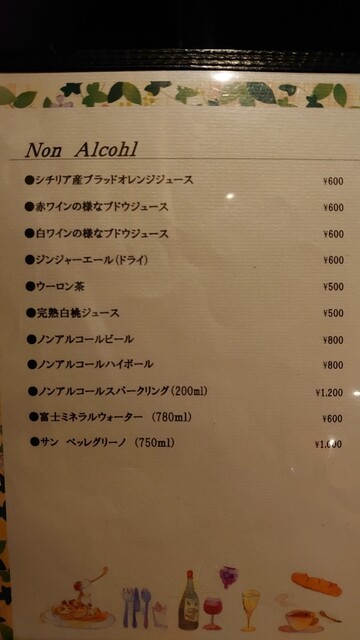 Non Alcohl
●シチリア産ブラッドオレンジジュース ¥600
●赤ワインの様なブドウジュース ¥600
●白ワインの様なブドウジュース ¥600
●ジンジャーエール(ドライ) ¥600
●ウーロン茶 ¥500
●完熟白桃ジュース ¥500
●ノンアルコールビール ¥800
●ノンアルコールハイボール ¥800
●ノンアルコールスパークリング(200ml) ¥1,200
●富士ミネラルウォーター (780ml) ¥600
●サン ペッレグリーノ (750ml) ¥1,000